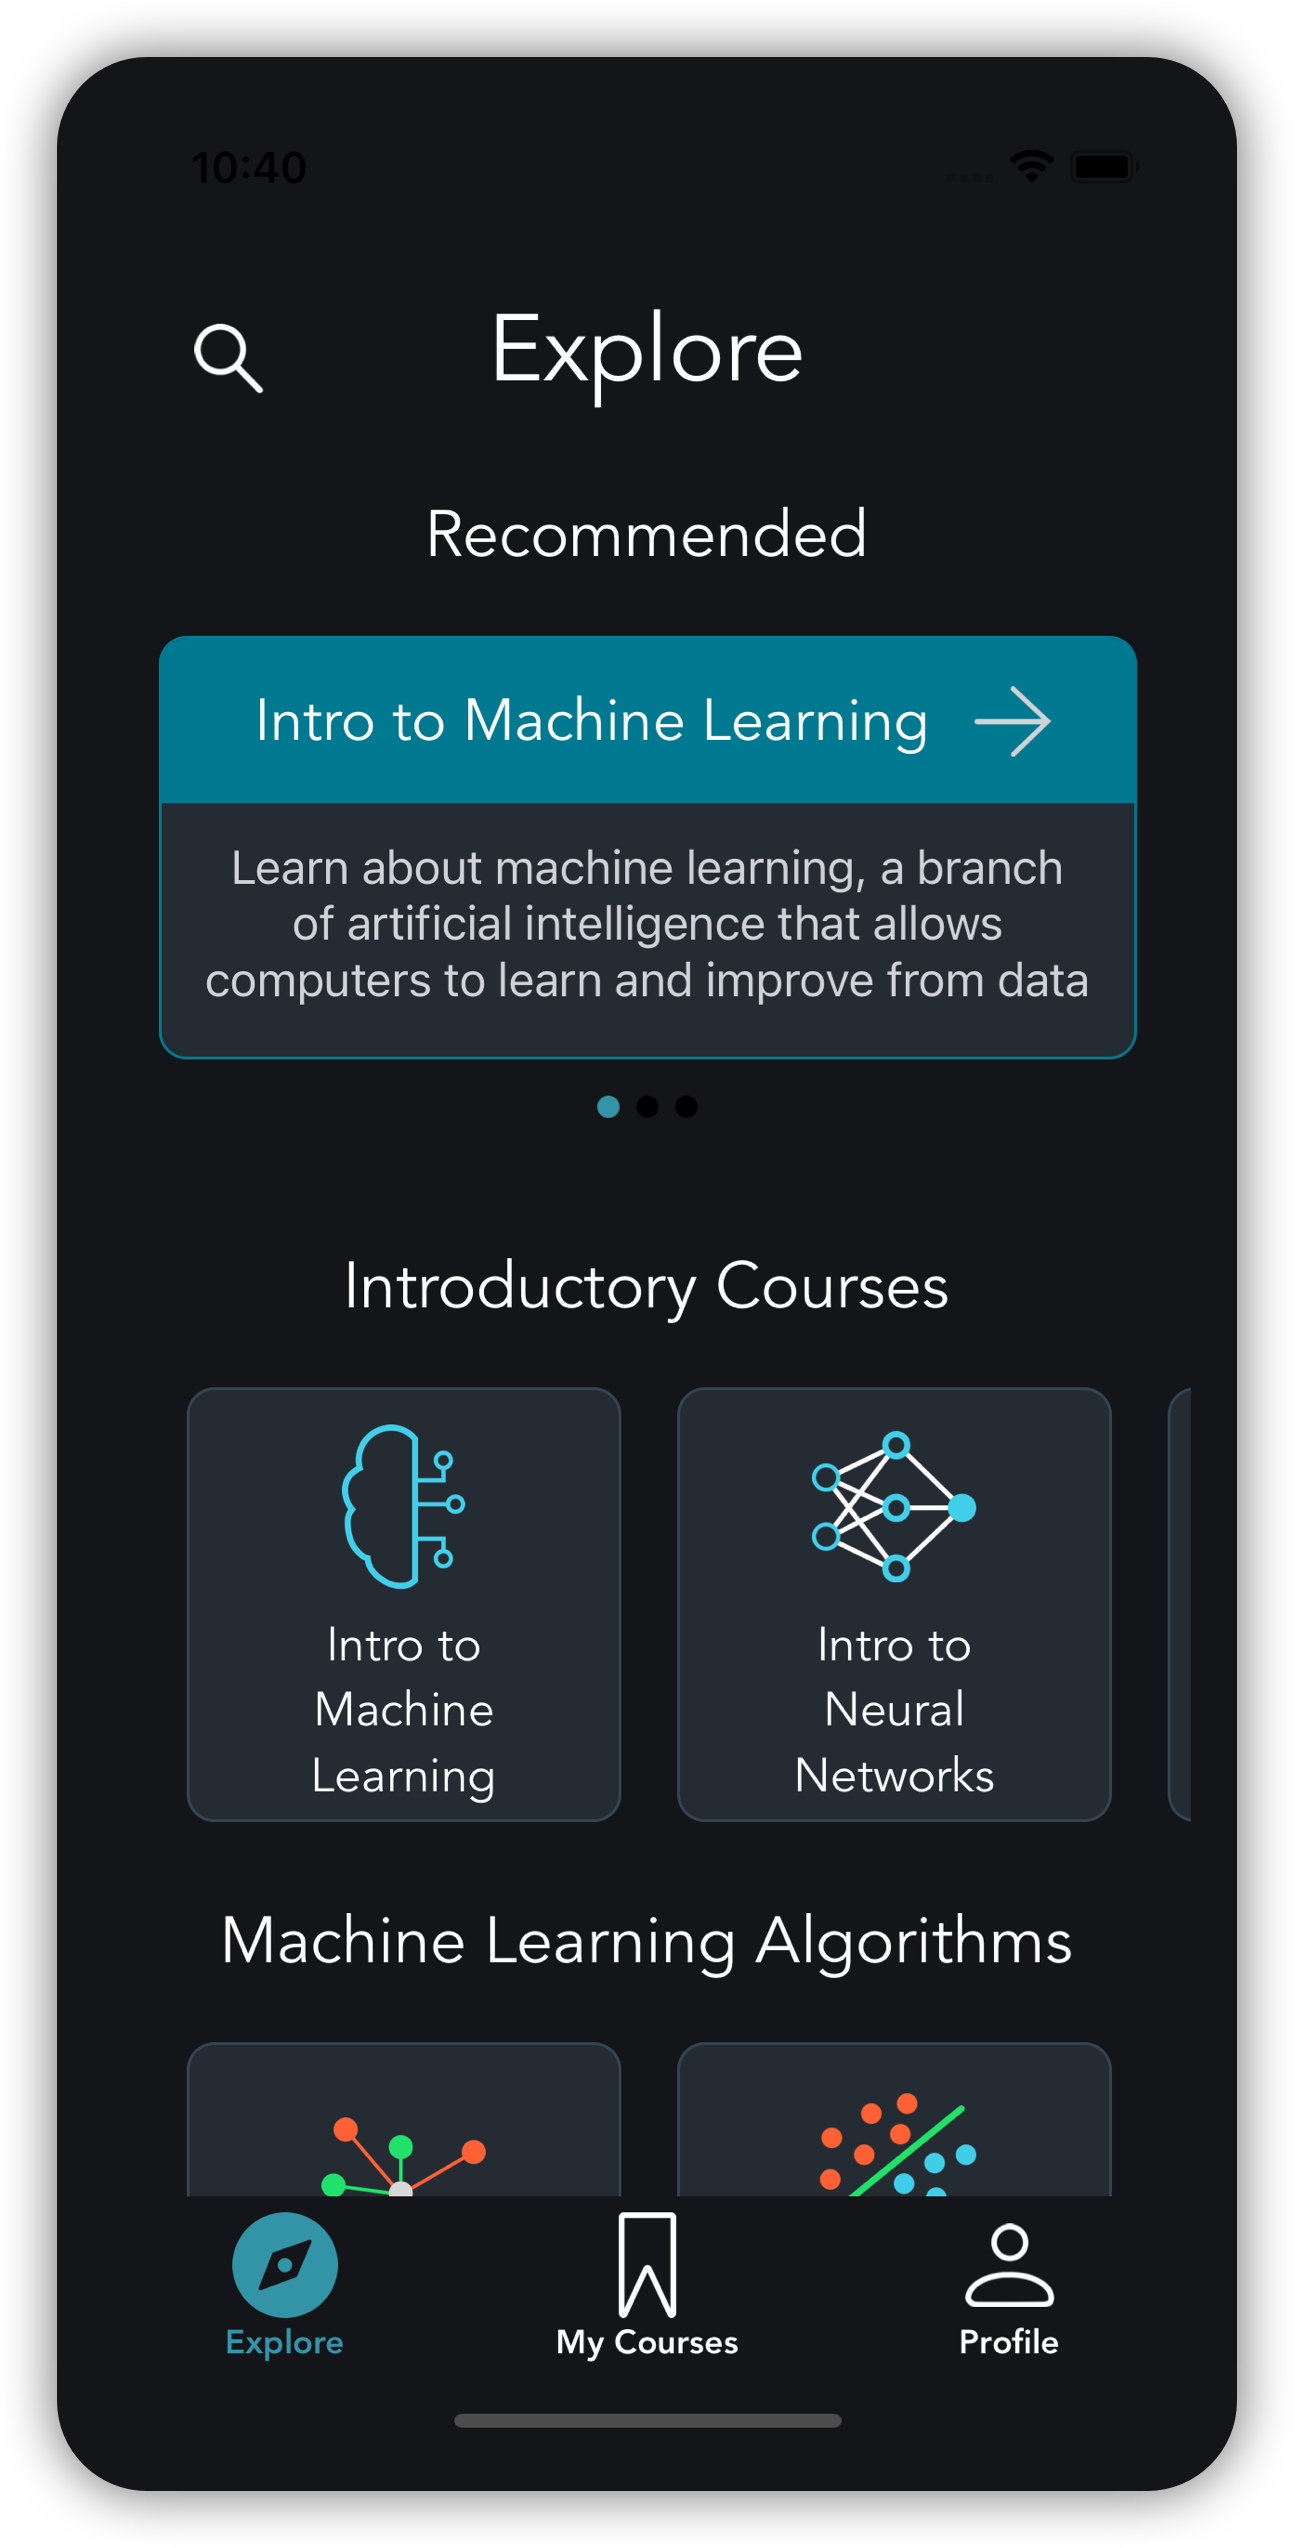 10:40
Explore
Recommended
Intro to Machine Learning
Learn about machine learning, a branch
of artificial intelligence that allows
computers to learn and improve from data
Introductory Courses
Intro to
Machine
Learning
Intro to
Neural
Networks
Machine Learning Algorithms
Explore
My Courses
Profile